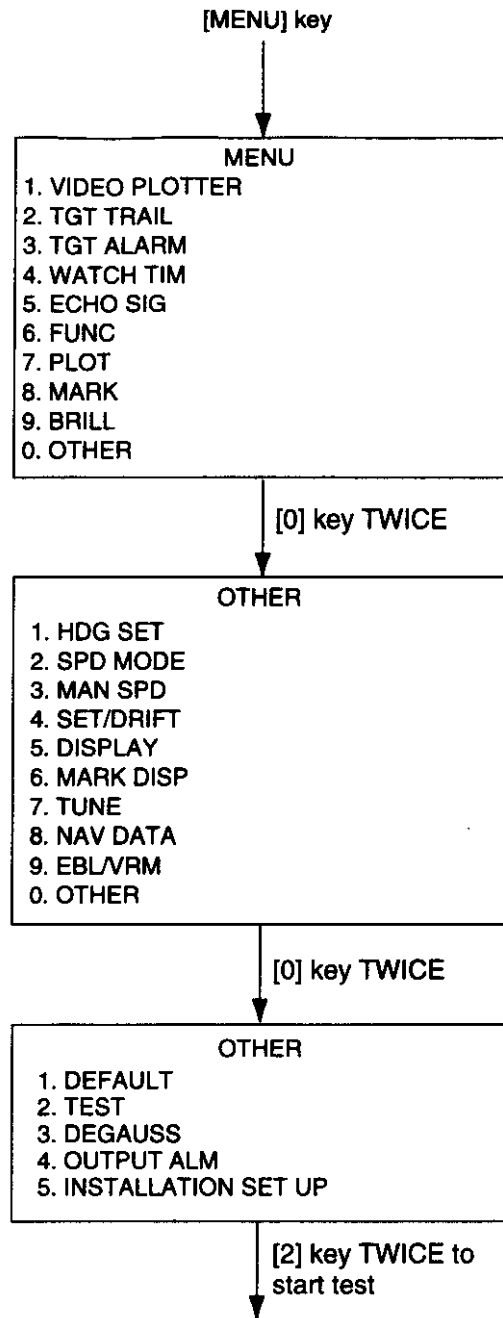 [MENU] key
MENU
1. VIDEO PLOTTER
2. TGT TRAIL
3. TGT ALARM
4. WATCH TIM
5. ECHO SIG
6. FUNC
7. PLOT
8. MARK
9. BRILL
0. OTHER
[0] key TWICE
OTHER
1. HDG SET
2. SPD MODE
3. MAN SPD
4. SET/DRIFT
5. DISPLAY
6. MARK DISP
7. TUNE
8. NAV DATA
9. EBL/VRM
0. OTHER
[0] key TWICE
OTHER
1. DEFAULT
2. TEST
3. DEGAUSS
4. OUTPUT ALM
5. INSTALLATION SET UP
[2] key TWICE to
start test